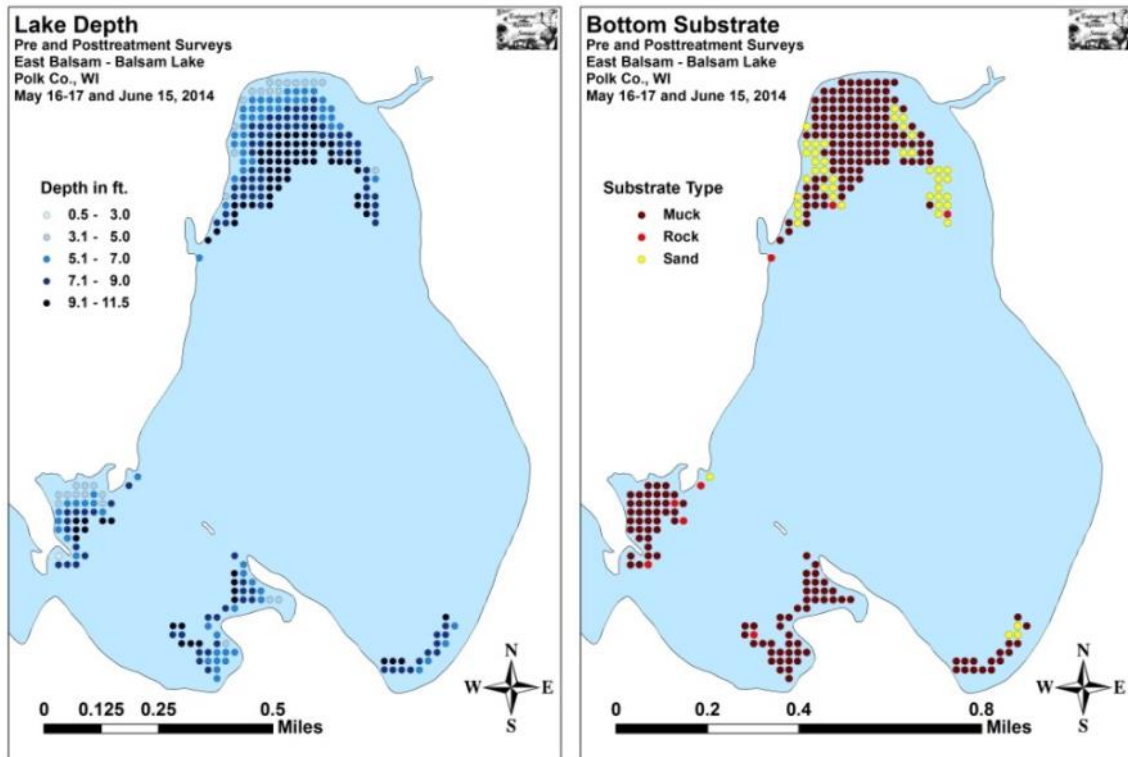 Lake Depth
Pre and Posttreatment Surveys
East Balsam - Balsam Lake
Polk Co., WI
May 16-17 and June 15, 2014
Depth in ft.
0.5 - 3.0
3.1 - 5.0
5.1 - 7.0
7.1 - 9.0
9.1 - 11.5
N
W E
S
0 0.125 0.25 0.5
Miles
Bottom Substrate
Pre and Posttreatment Surveys
East Balsam - Balsam Lake
Polk Co., WI
May 16-17 and June 15, 2014
Substrate Type
Muck
Rock
Sand
N
W E
S
0 0.2 0.4 0.8
Miles